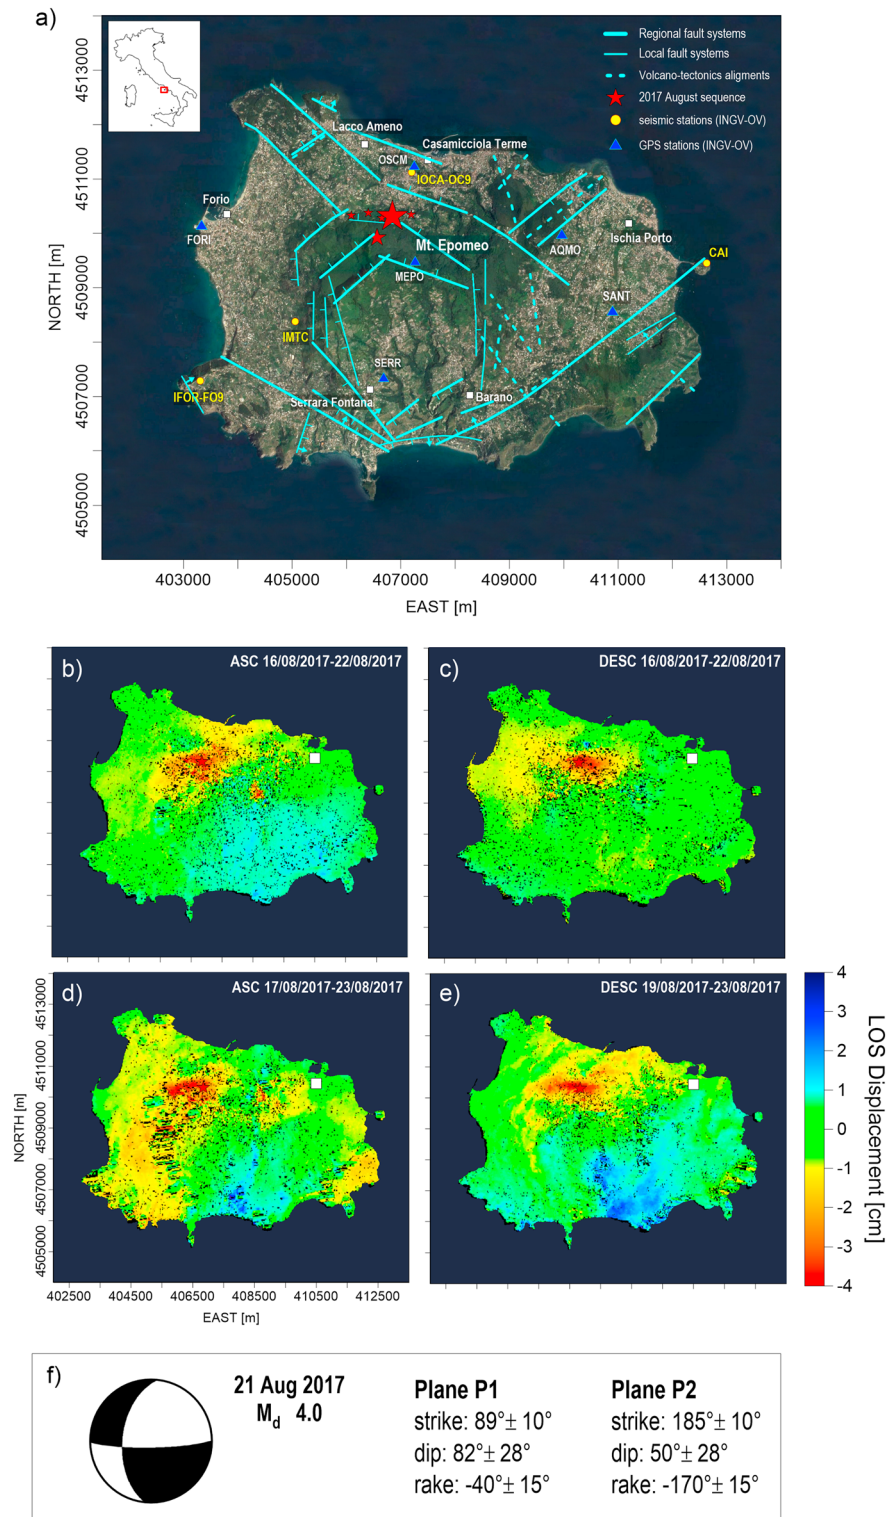 a)
Regional fault systems
Local fault systems
Volcano-tectonics aligments
2017 August sequence
seismic stations (INGV-OV)
GPS stations (INGV-OV)
4513000
4511000
4509000
4507000
4505000
NORTH [m]
Lacco Ameno
Casamicciola Terme
OSCM
IOCA-OC9
Forio
FORI
Mt. Epomeo
MEPO
AQMO
Ischia Porto
CAI
SANT
IMTC
SERR
IFOR-FO9
Serrara Fontana
Barano
403000 405000 407000 409000 411000 413000
EAST [m]
b)
ASC 16/08/2017-22/08/2017
c)
DESC 16/08/2017-22/08/2017
d)
ASC 17/08/2017-23/08/2017
e)
DESC 19/08/2017-23/08/2017
4513000
4511000
4509000
4507000
4505000
NORTH [m]
402500 404500 406500 408500 410500 412500
EAST [m]
4
3
2
1
0
-1
-2
-3
-4
LOS Displacement [cm]
f)
21 Aug 2017
Md 4.0
Plane P1
strike: 89°± 10°
dip: 82°± 28°
rake: -40°± 15°
Plane P2
strike: 185°± 10°
dip: 50°± 28°
rake: -170°± 15°